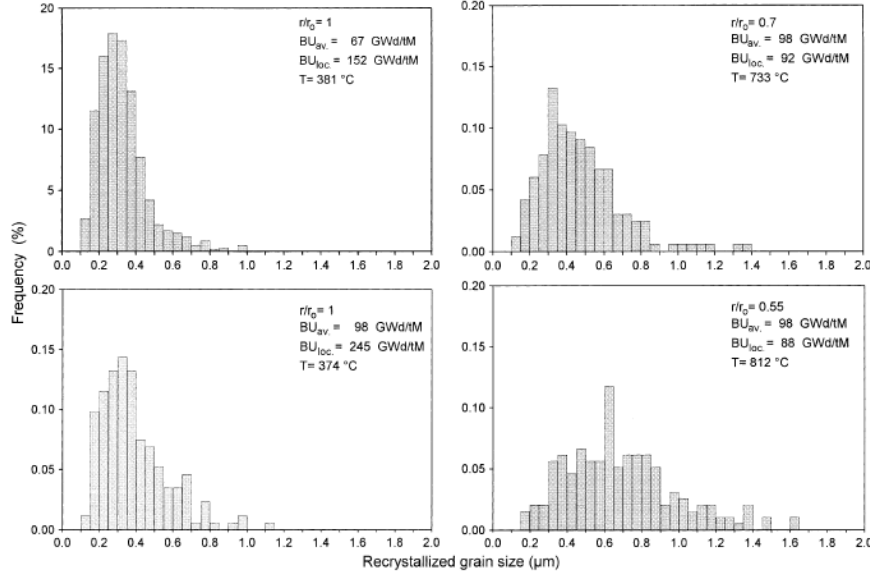 r/ro = 1
BUav. = 67 GWd/tM
BUloc. = 152 GWd/tM
T= 381 °C
20
15
10
5
0
0.0 0.2 0.4 0.6 0.8 1.0 1.2 1.4 1.6 1.8 2.0
r/ro = 0.7
BUav. = 98 GWd/tM
BUloc. = 92 GWd/tM
T= 733 °C
0.20
0.15
0.10
0.05
0.00
0.0 0.2 0.4 0.6 0.8 1.0 1.2 1.4 1.6 1.8 2.0
Frequency (%)
r/ro = 1
BUav. = 98 GWd/tM
BUloc. = 245 GWd/tM
T= 374 °C
0.20
0.15
0.10
0.05
0.00
0.0 0.2 0.4 0.6 0.8 1.0 1.2 1.4 1.6 1.8 2.0
r/ro = 0.55
BUav. = 98 GWd/tM
BUloc. = 88 GWd/tM
T= 812 °C
0.20
0.15
0.10
0.05
0.00
0.0 0.2 0.4 0.6 0.8 1.0 1.2 1.4 1.6 1.8 2.0
Recrystallized grain size (µm)